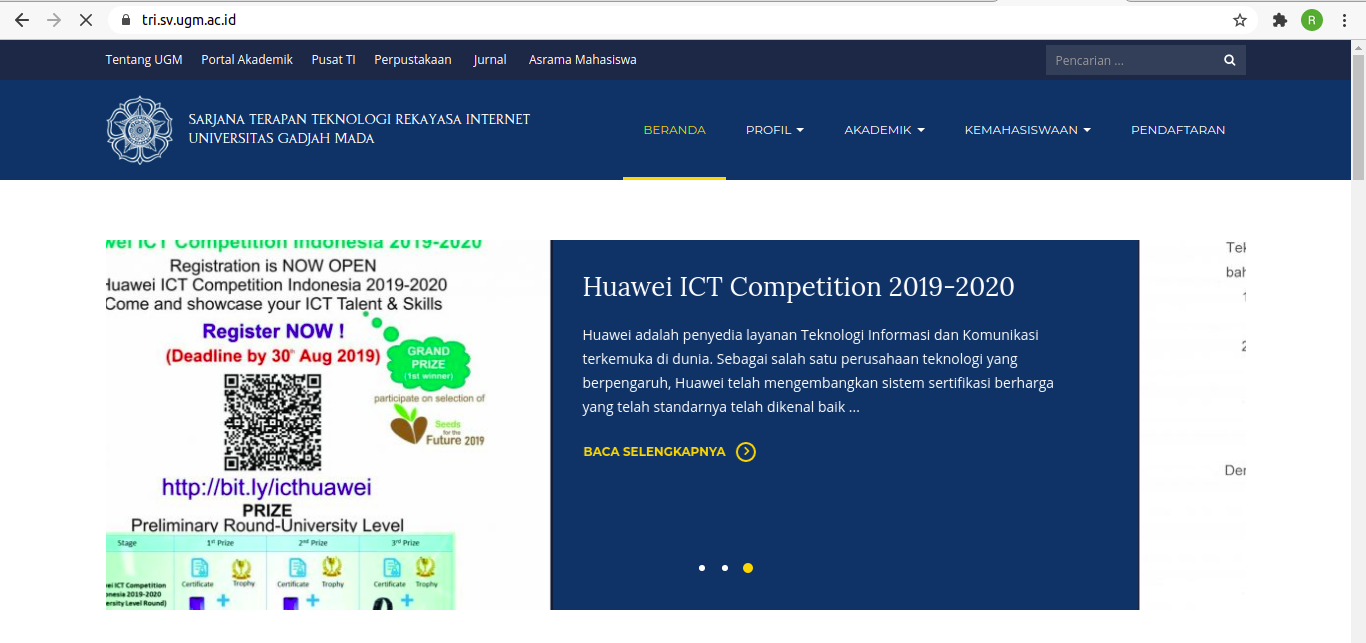 tri.sv.ugm.ac.id
R
Tentang UGM Portal Akademik Pusat TI Perpustakaan Jurnal Asrama Mahasiswa
Pencarian ...
SARJANA TERAPAN TEKNOLOGI REKAYASA INTERNET
UNIVERSITAS GADJAH MADA
BERANDA PROFIL AKADEMIK KEMAHASISWAAN PENDAFTARAN
ICT Competition Indonesia 2019-2020
Registration is NOW OPEN
Huawei ICT Competition Indonesia 2019-2020
Come and showcase your ICT Talent & Skills
Register NOW !
(Deadline by 30th Aug 2019)
GRAND
PRIZE
(1st winner)
participate on selection of
Seeds
for the
Future 2019
http://bit.ly/icthuawei
PRIZE
Preliminary Round-University Level
Stage 1st Prize 2nd Prize 3rd Prize
Certificate Trophy Certificate Trophy Certificate Trophy
ICT Competition
2019-2020
Level Round)
Huawei ICT Competition 2019-2020
Huawei adalah penyedia layanan Teknologi Informasi dan Komunikasi
terkemuka di dunia. Sebagai salah satu perusahaan teknologi yang
berpengaruh, Huawei telah mengembangkan sistem sertifikasi berharga
yang telah standarnya telah dikenal baik ...
BACA SELENGKAPNYA
Tek
bah
1
2
Der